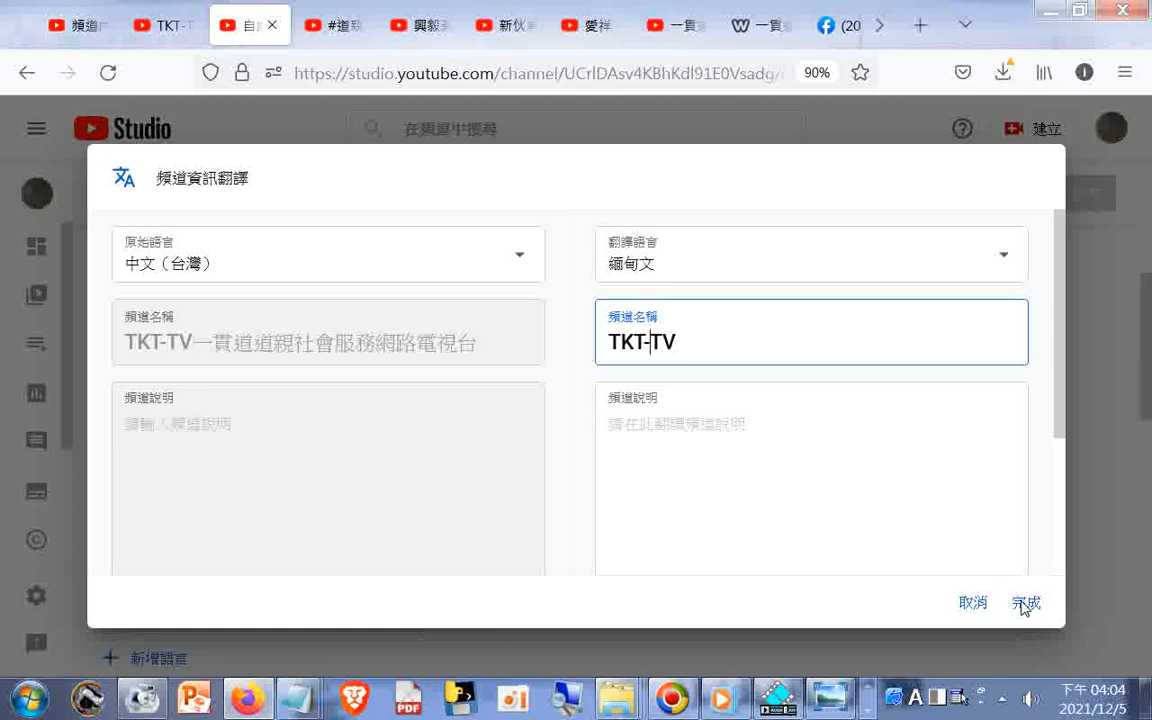 頻道
TKT-T
自
#道親
興毅
新伙
愛祥
一貫
一貫
(20
https://studio.youtube.com/channel/UCrlDAsv4KBhKdl91E0Vsadg/
90%
Studio
在頻道中搜尋
建立
頻道資訊翻譯
原始語言
中文（台灣）
翻譯語言
緬甸文
頻道名稱
TKT-TV一貫道道親社會服務網路電視台
頻道名稱
TKT-TV
頻道說明
請輸入頻道說明
頻道說明
請在此翻譯頻道說明
取消
完成
新增語言
PDF
A
下午 04:04
2021/12/5